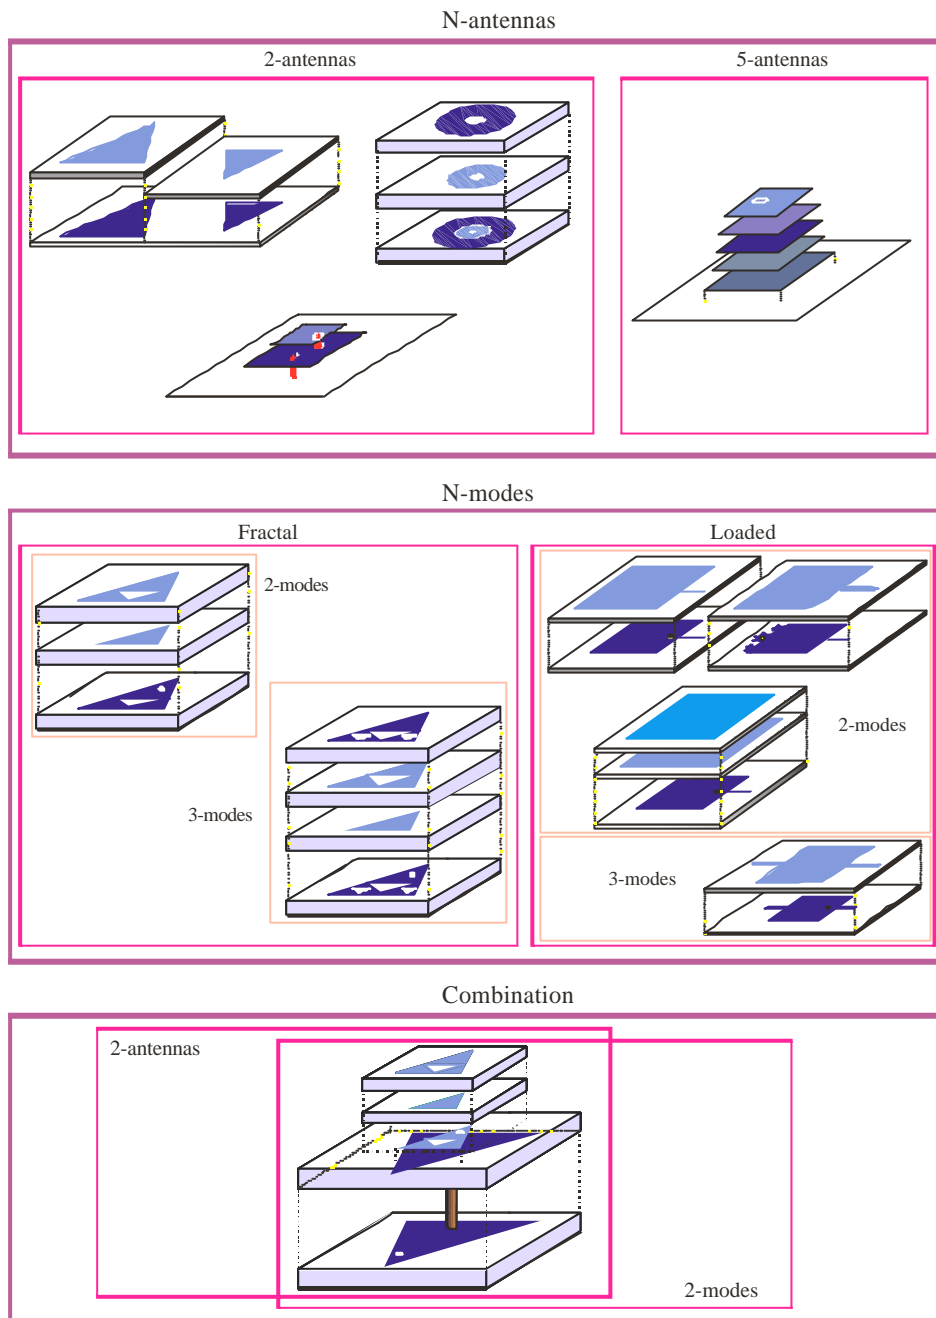 N-antennas
2-antennas
5-antennas
N-modes
Fractal
Loaded
2-modes
2-modes
3-modes
3-modes
Combination
2-antennas
2-modes